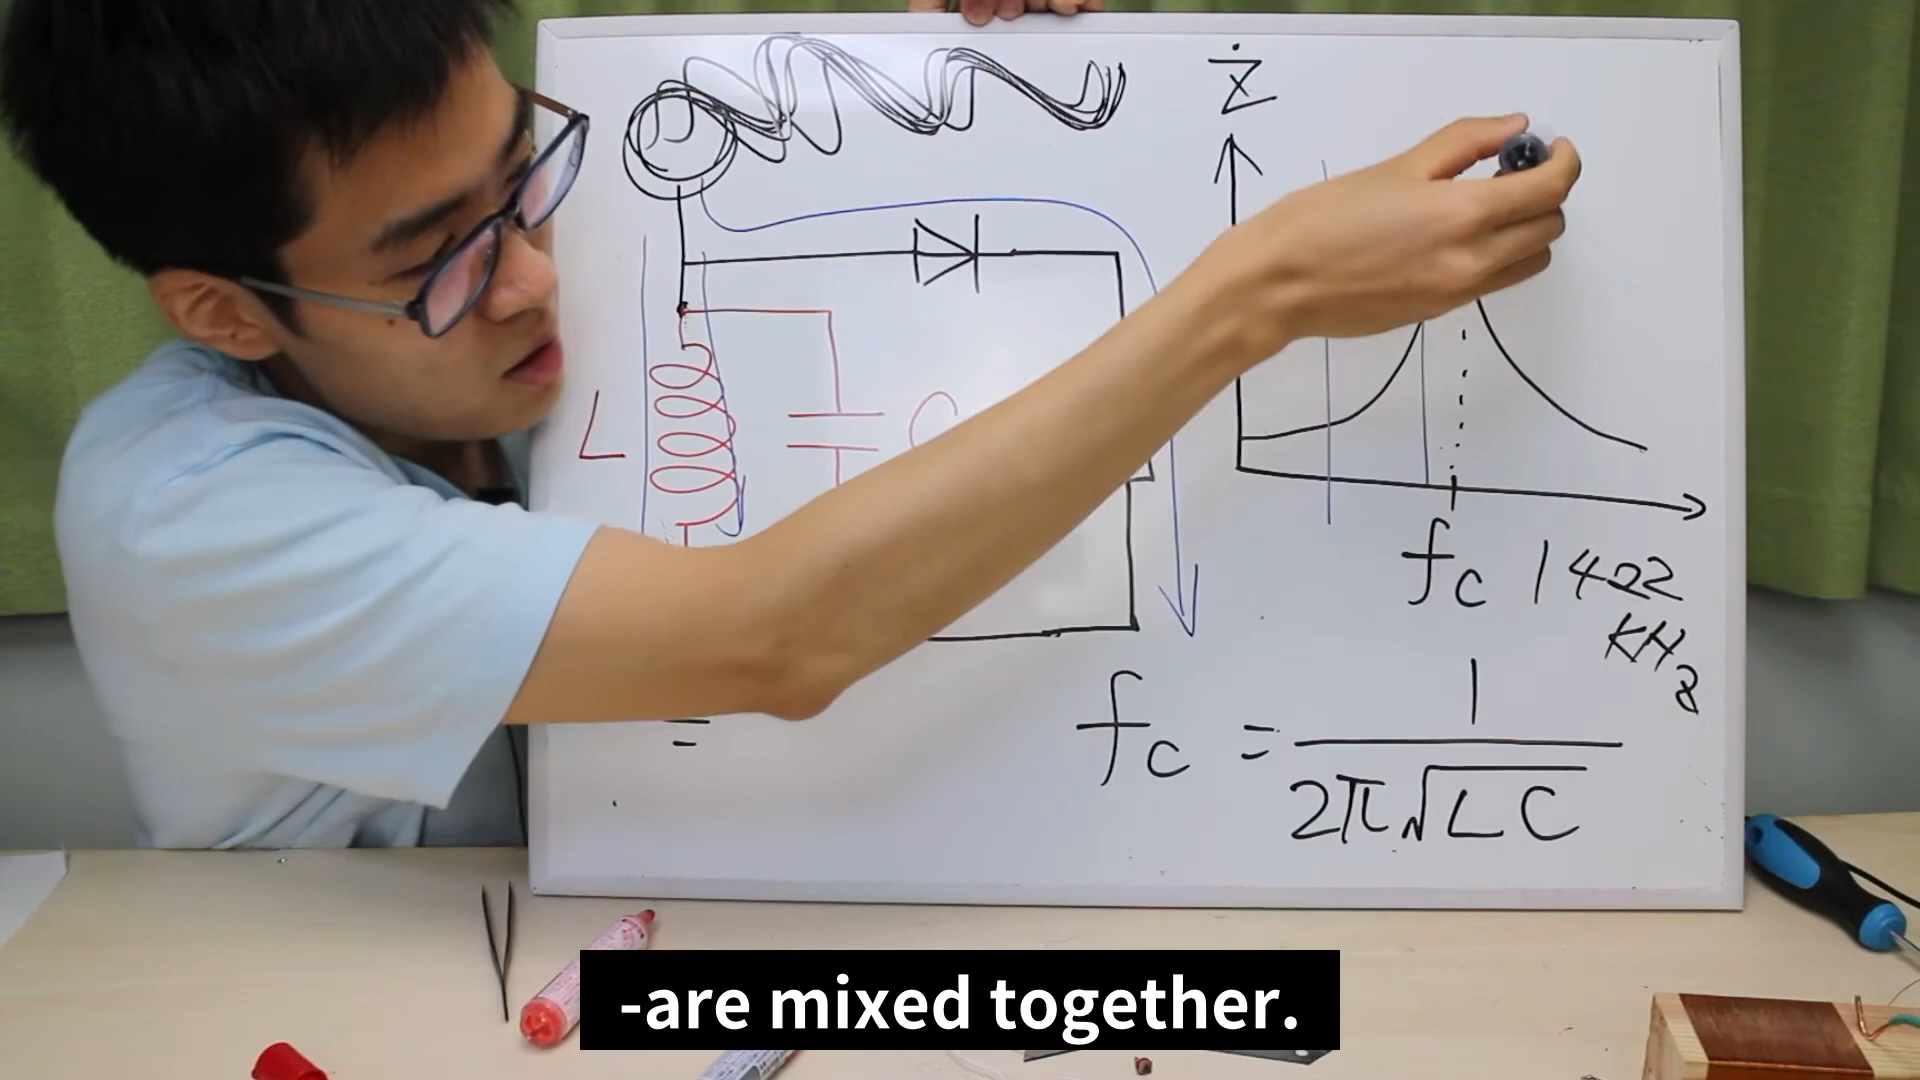 Ż
L
C
fc 1422
KHz
fc = 1
2π√LC
-are mixed together.